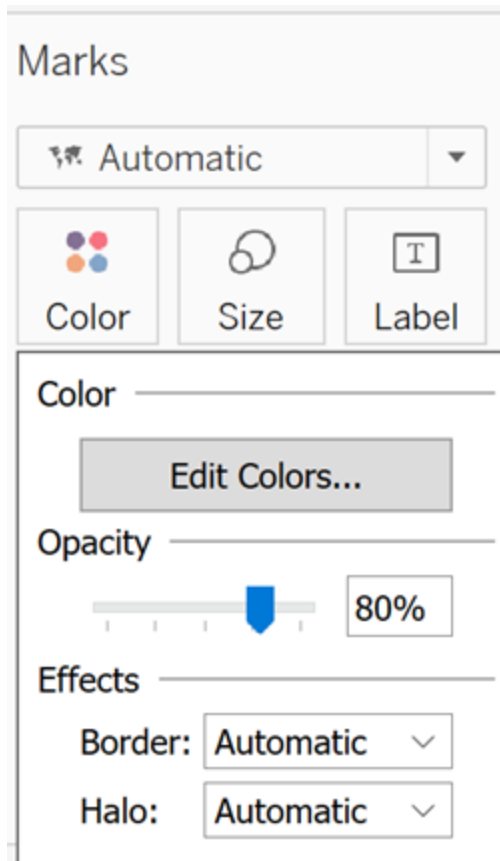 Marks
Automatic
Color Size Label
Color
Edit Colors...
Opacity
80%
Effects
Border: Automatic
Halo: Automatic